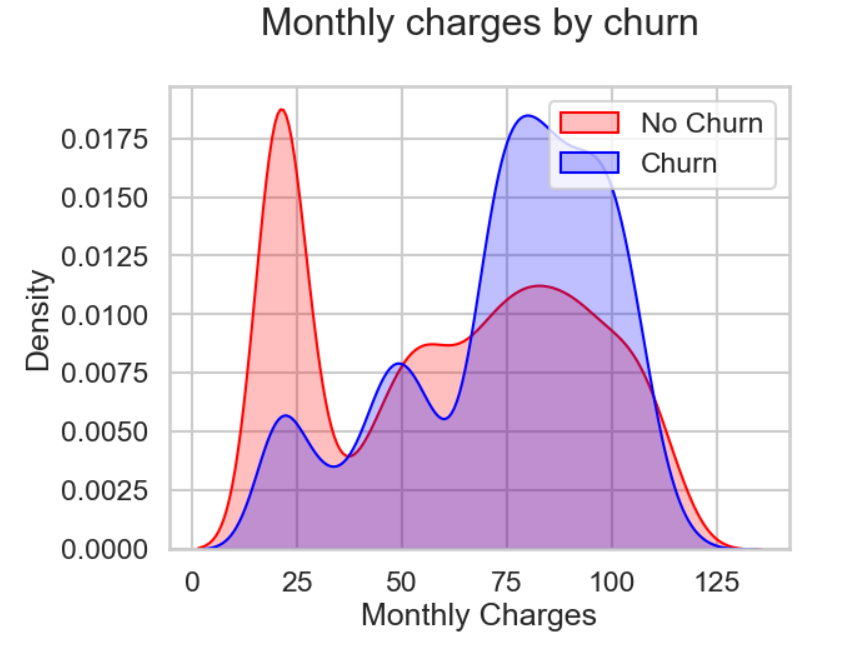 Monthly charges by churn
No Churn
Churn
0.0175
0.0150
0.0125
0.0100
0.0075
0.0050
0.0025
0.0000
Density
0 25 50 75 100 125
Monthly Charges